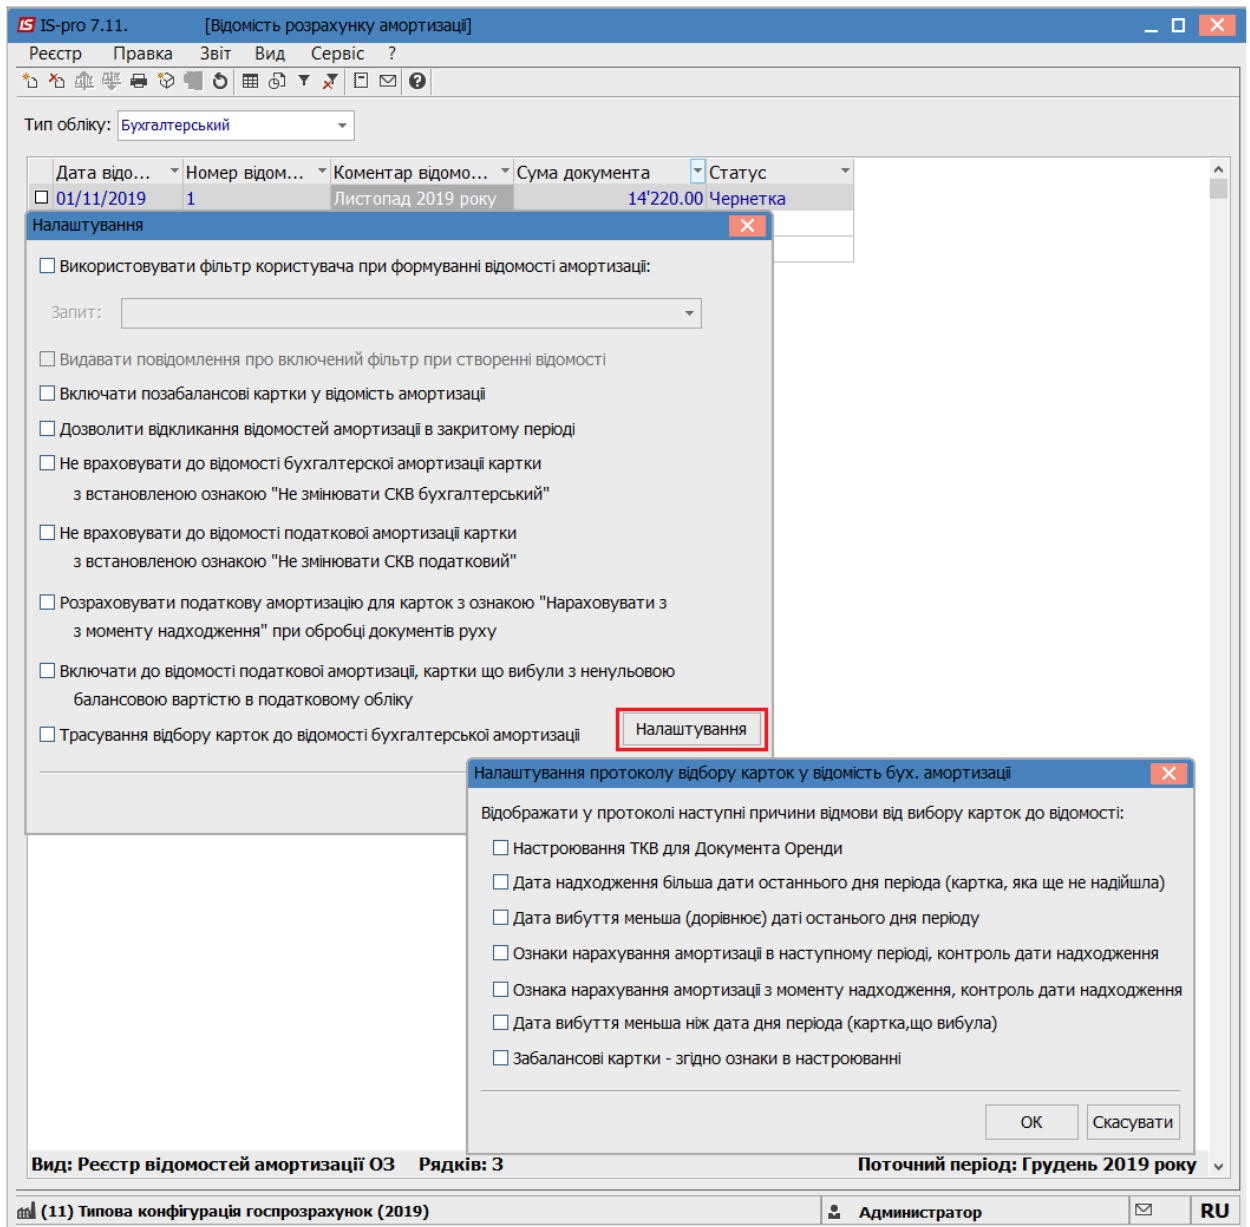 IS-pro 7.11. [Відомість розрахунку амортизації]
Реєстр Правка Звіт Вид Сервіс ?
Тип обліку: Бухгалтерський
Дата відо... Номер відом... Коментар відомо... Сума документа Статус
01/11/2019 1 Листопад 2019 року 14'220.00 Чернетка
Налаштування
Використовувати фільтр користувача при формуванні відомості амортизації:
Запит:
Видавати повідомлення про включений фільтр при створенні відомості
Включати позабалансові картки у відомість амортизації
Дозволити відкликання відомостей амортизації в закритому періоді
Не враховувати до відомості бухгалтерскої амортизації картки
з встановленою ознакою "Не змінювати СКВ бухгалтерський"
Не враховувати до відомості податкової амортизації картки
з встановленою ознакою "Не змінювати СКВ податковий"
Розраховувати податкову амортизацію для карток з ознакою "Нараховувати з
з моменту надходження" при обробці документів руху
Включати до відомості податкової амортизації, картки що вибули з ненульовою
балансовою вартістю в податковому обліку
Трасування відбору карток до відомості бухгалтерської амортизації
Налаштування
Налаштування протоколу відбору карток у відомість бух. амортизації
Відображати у протоколі наступні причини відмови від вибору карток до відомості:
Настроювання ТКВ для Документа Оренди
Дата надходження більша дати останнього дня періода (картка, яка ще не надійшла)
Дата вибуття меньша (дорівнює) даті останього дня періоду
Ознаки нарахування амортизації в наступному періоді, контроль дати надходження
Ознака нарахування амортизації з моменту надходження, контроль дати надходження
Дата вибуття меньша ніж дата дня періода (картка,що вибула)
Забалансові картки - згідно ознаки в настроюванні
ОК Скасувати
Вид: Реєстр відомостей амортизації ОЗ Рядків: 3 Поточний період: Грудень 2019 року
(11) Типова конфігурація госпрозрахунок (2019) Администратор RU